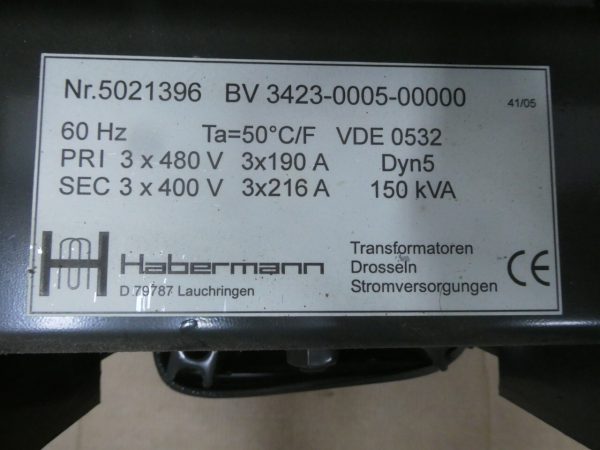 Nr.5021396 BV 3423-0005-00000 41/05
60 Hz Ta=50°C/F VDE 0532
PRI 3 x 480 V 3x190 A Dyn5
SEC 3 x 400 V 3x216 A 150 kVA
Habermann
D 79787 Lauchringen
Transformatoren
Drosseln
Stromversorgungen
CE